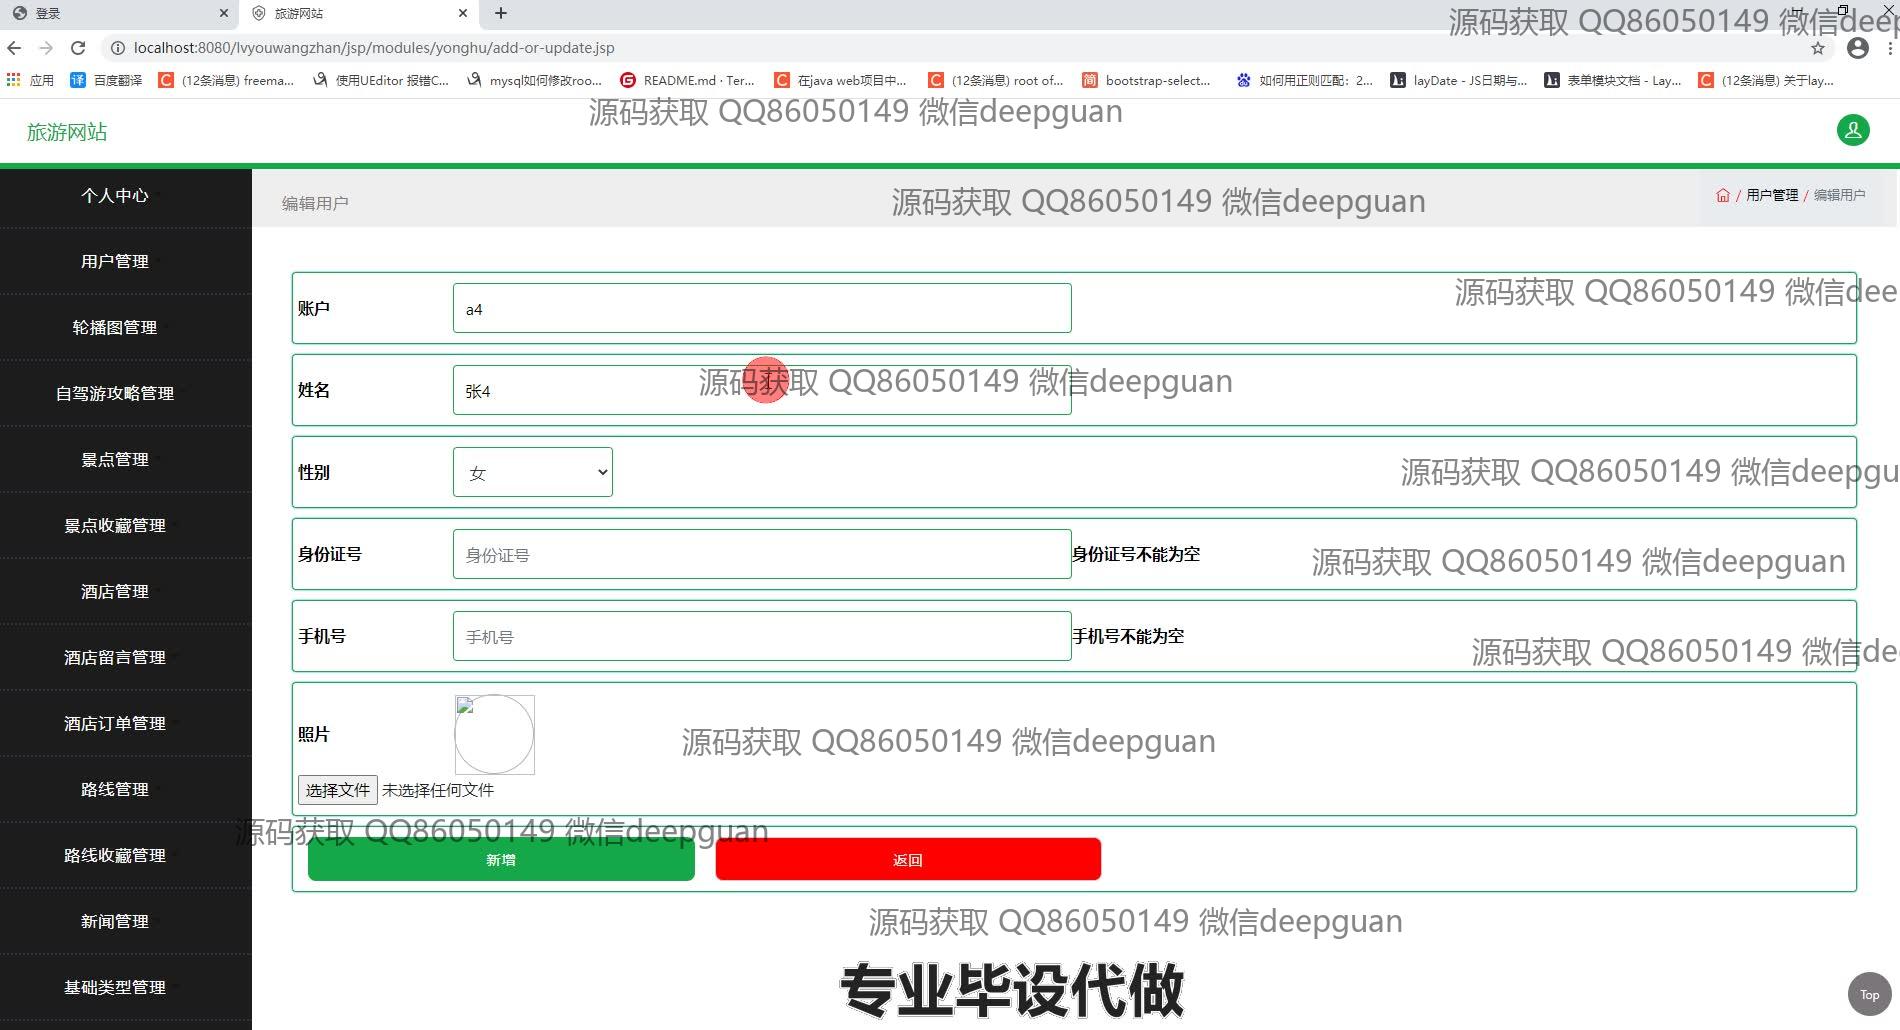 登录
旅游网站
localhost:8080/lvyouwangzhan/jsp/modules/yonghu/add-or-update.jsp
应用
百度翻译
(12条消息) freema...
使用UEditor 报错C...
mysql如何修改roo...
README.md · Ter...
在java web项目中...
(12条消息) root of...
bootstrap-select...
如何用正则匹配：2...
layDate - JS日期与...
表单模块文档 - Lay...
(12条消息) 关于lay...
源码获取 QQ86050149 微信deep
源码获取 QQ86050149 微信deepguan
旅游网站
个人中心
用户管理
轮播图管理
自驾游攻略管理
景点管理
景点收藏管理
酒店管理
酒店留言管理
酒店订单管理
路线管理
路线收藏管理
新闻管理
基础类型管理
编辑用户
源码获取 QQ86050149 微信deepguan
/ 用户管理 / 编辑用户
源码获取 QQ86050149 微信dee
账户
a4
姓名
张4
源码获取 QQ86050149 微信deepguan
性别
女
源码获取 QQ86050149 微信deepgu
身份证号
身份证号
身份证号不能为空
源码获取 QQ86050149 微信deepguan
手机号
手机号
手机号不能为空
源码获取 QQ86050149 微信dee
照片
源码获取 QQ86050149 微信deepguan
选择文件 未选择任何文件
源码获取 QQ86050149 微信deepguan
新增
返回
源码获取 QQ86050149 微信deepguan
专业毕设代做
Top